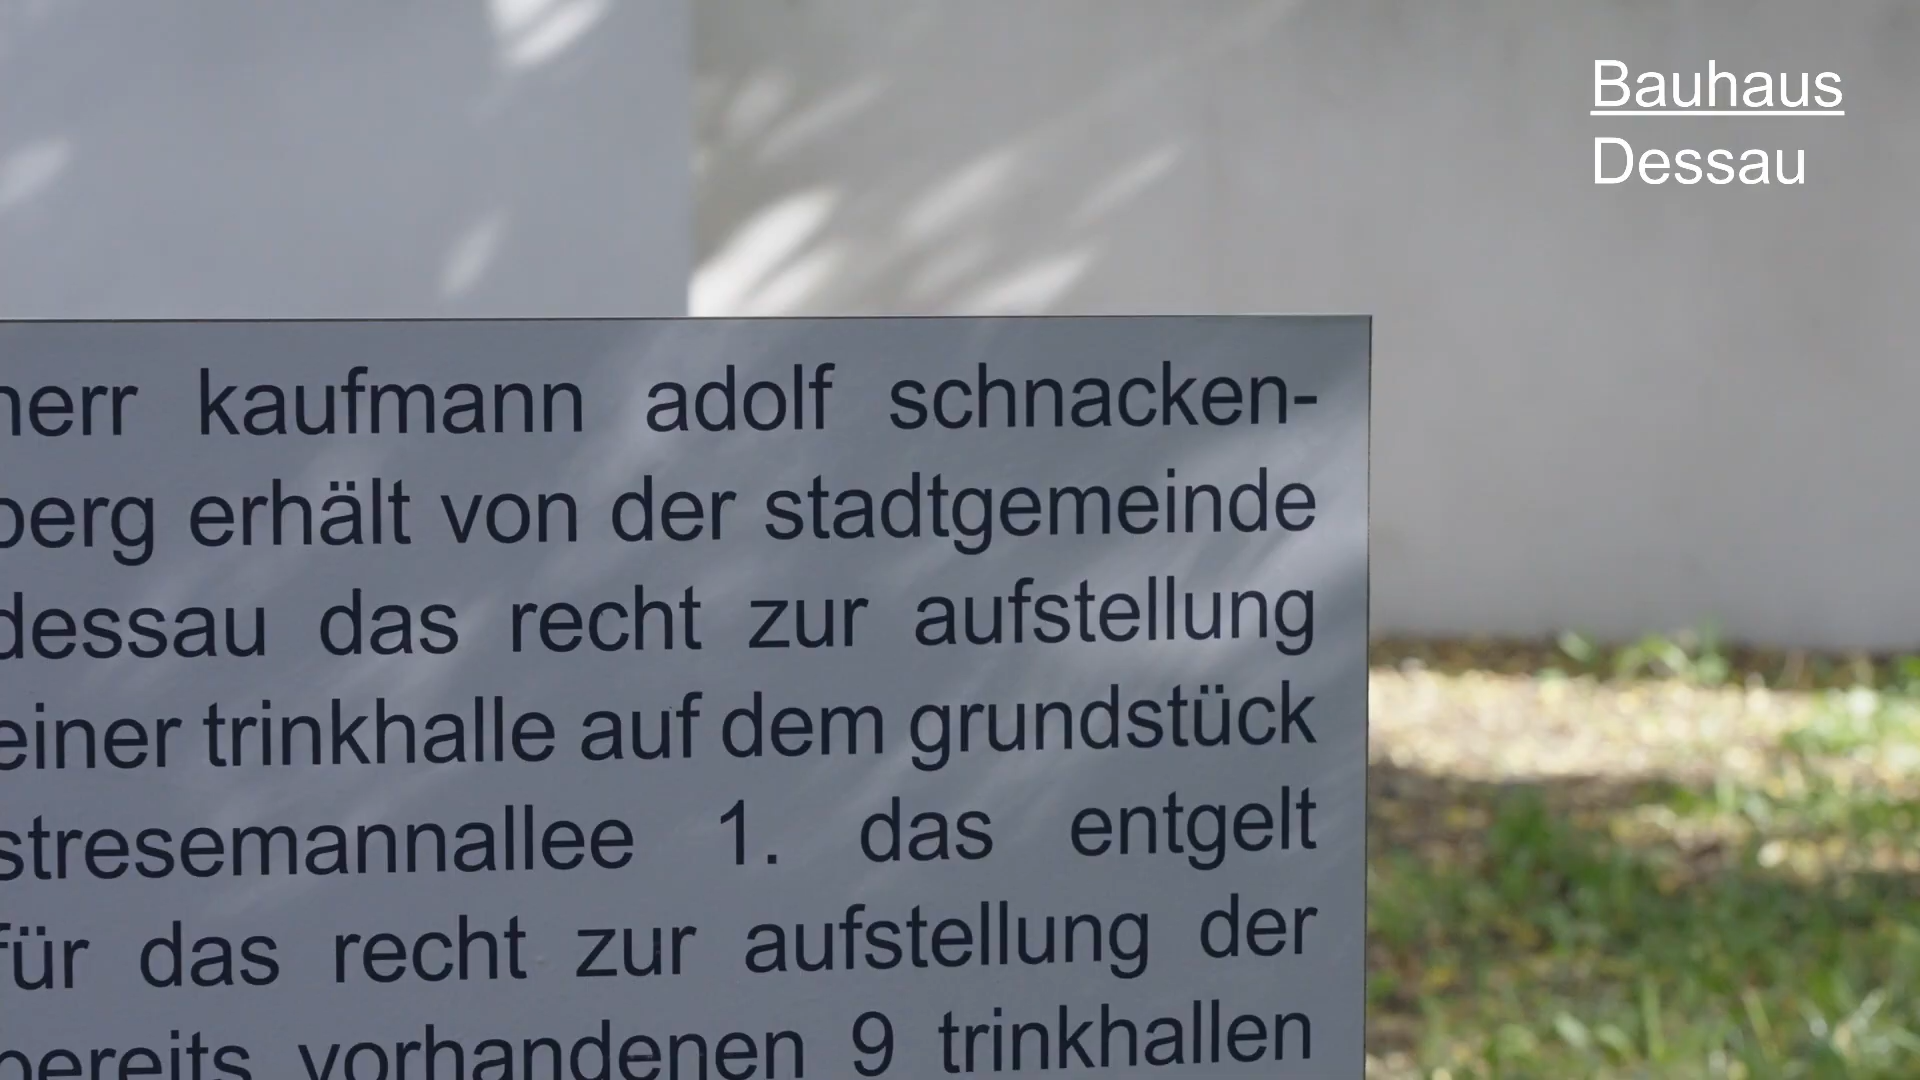 Bauhaus
Dessau
herr kaufmann adolf schnacken-
berg erhält von der stadtgemeinde
dessau das recht zur aufstellung
einer trinkhalle auf dem grundstück
stresemannallee 1. das entgelt
für das recht zur aufstellung der
bereits vorhandenen 9 trinkhallen